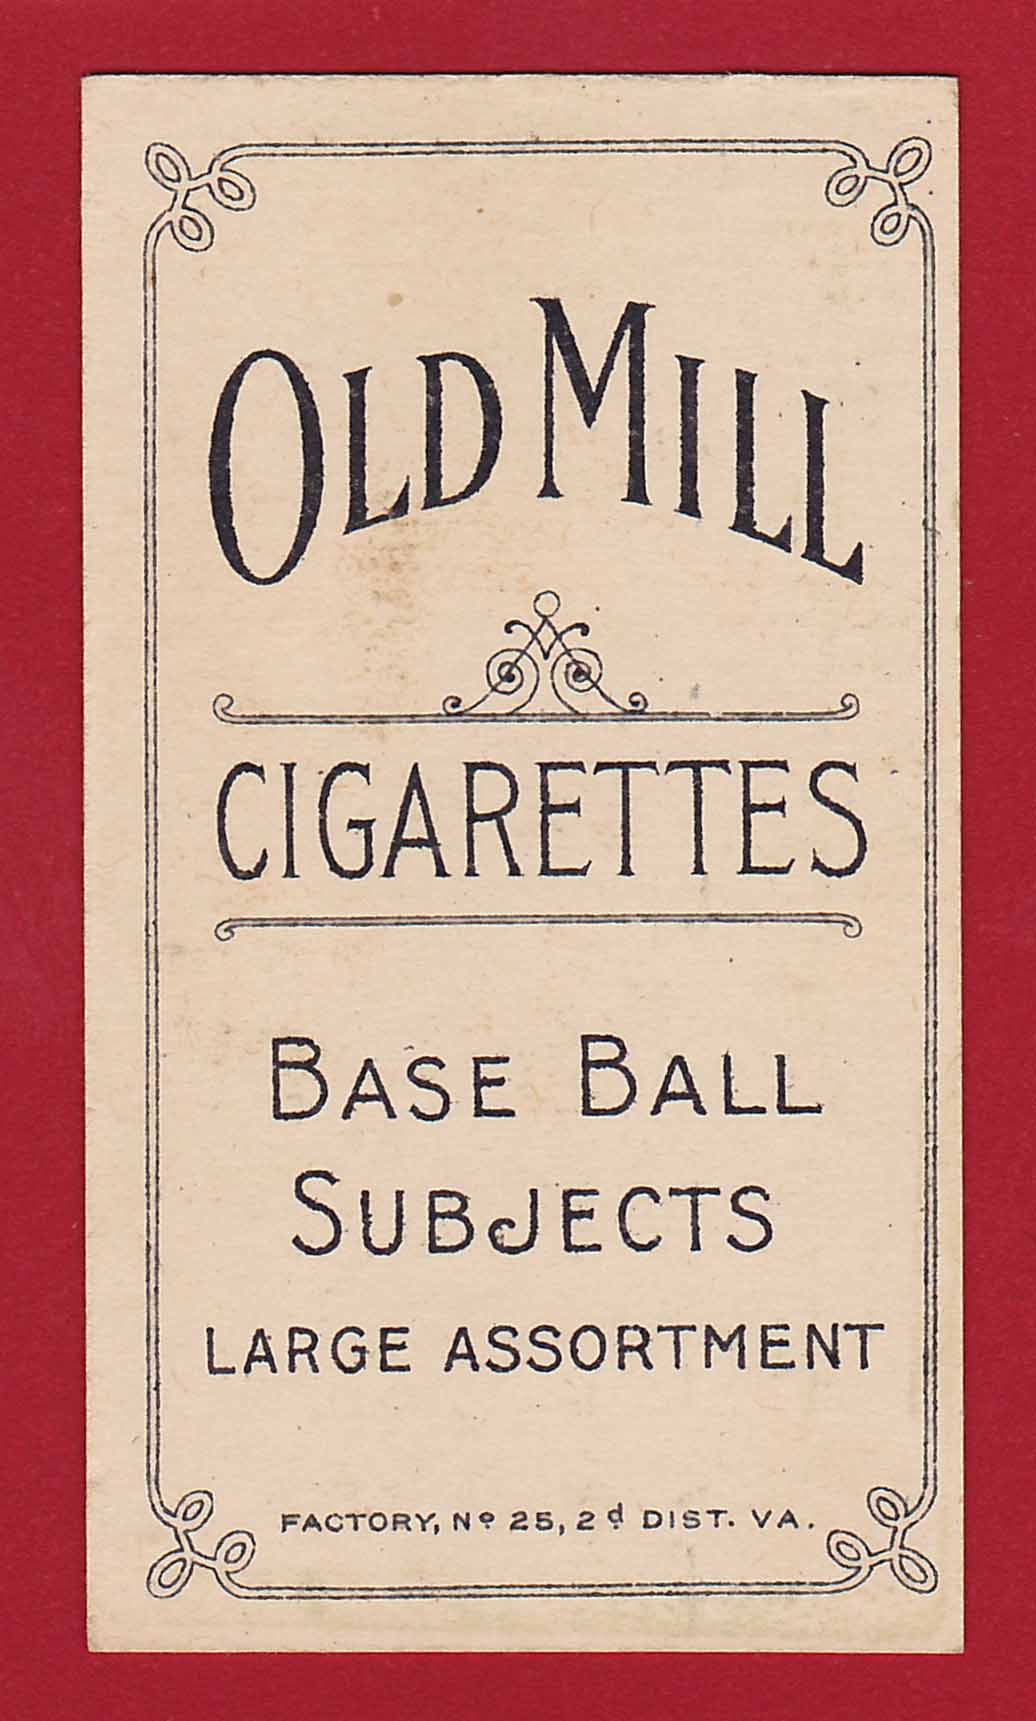 OLD MILL
CIGARETTES
BASE BALL
SUBJECTS
LARGE ASSORTMENT
FACTORY, Nº 25, 2d DIST. VA.